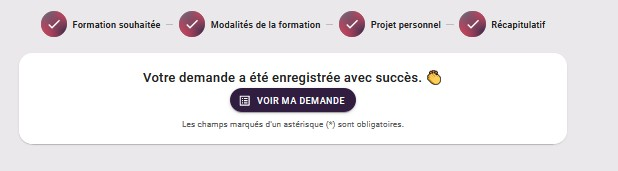 Formation souhaitée
Modalités de la formation
Projet personnel
Récapitulatif
Votre demande a été enregistrée avec succès. 👏
VOIR MA DEMANDE
Les champs marqués d'un astérisque (*) sont obligatoires.